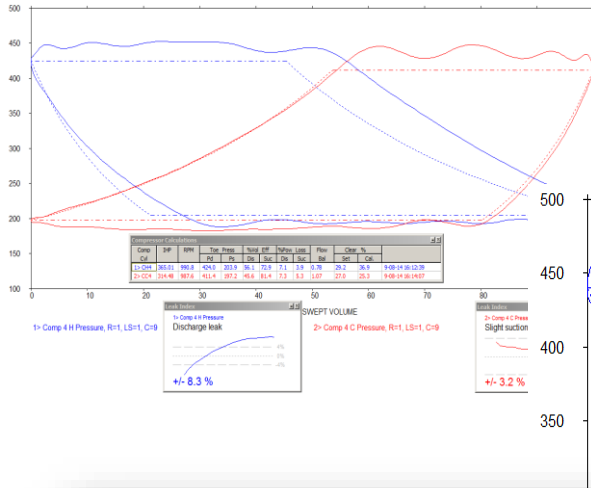 500
450
400
350
300
250
200
150
100
0 10 20 30 40 50 60 70 80
Compressor Calculations
Comp IHP RPM Toe Press %Vol Eff %Pow Loss Flow Clear %
Cyl Pd Ps Dis Suc Dis Suc Bal Set Cal.
1> CH4 365.01 990.8 424.0 203.9 56.1 72.9 7.1 3.9 0.78 29.2 36.9 9-08-14 16:12:39
2> CC4 314.48 987.6 411.4 197.2 45.6 81.4 7.3 5.3 1.07 27.0 25.3 9-08-14 16:14:07
SWEPT VOLUME
1> Comp 4 H Pressure, R=1, LS=1, C=9
2> Comp 4 C Pressure, R=1, LS=1, C=9
Leak Index
1> Comp 4 H Pressure
Discharge leak
+/- 8.3 %
Leak Index
2> Comp 4 C Pres
Slight suction
+/- 3.2 %
500
450
400
350